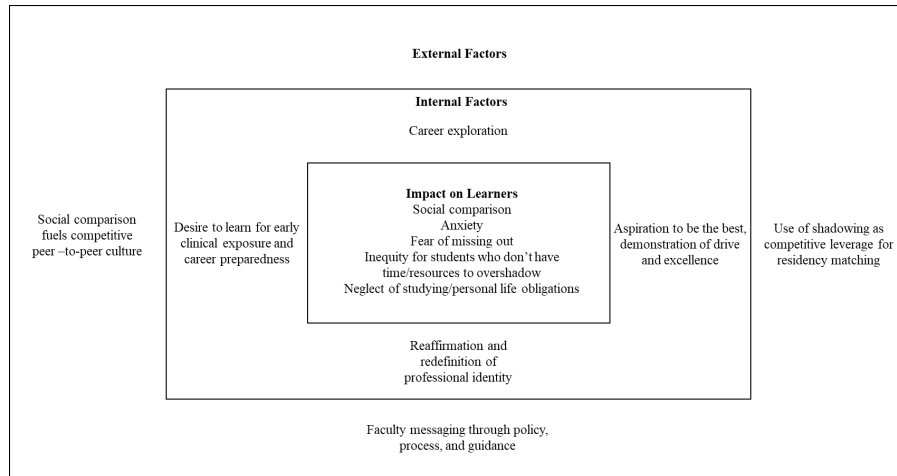 External Factors
Internal Factors
Career exploration
Social comparison
fuels competitive
peer –to-peer culture
Desire to learn for early
clinical exposure and
career preparedness
Impact on Learners
Social comparison
Anxiety
Fear of missing out
Inequity for students who don’t have
time/resources to overshadow
Neglect of studying/personal life obligations
Aspiration to be the best,
demonstration of drive
and excellence
Use of shadowing as
competitive leverage for
residency matching
Reaffirmation and
redefinition of
professional identity
Faculty messaging through policy,
process, and guidance